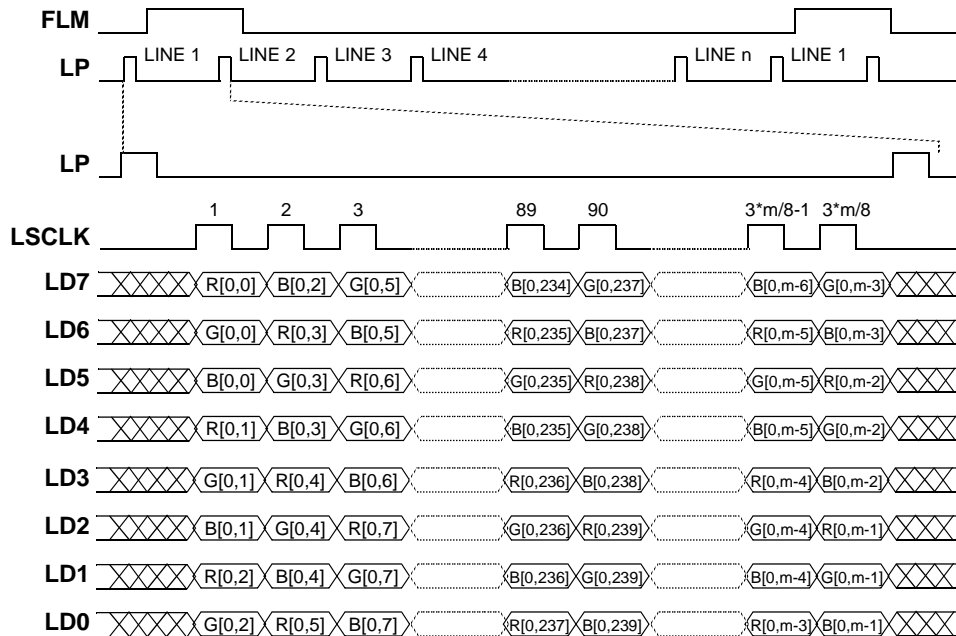 FLM
LP LINE 1 LINE 2 LINE 3 LINE 4 LINE n LINE 1
LP
1 2 3 89 90 3*m/8-1 3*m/8
LSCLK
LD7 R[0,0] B[0,2] G[0,5] B[0,234] G[0,237] B[0,m-6] G[0,m-3]
LD6 G[0,0] R[0,3] B[0,5] R[0,235] B[0,237] R[0,m-5] B[0,m-3]
LD5 B[0,0] G[0,3] R[0,6] G[0,235] R[0,238] G[0,m-5] R[0,m-2]
LD4 R[0,1] B[0,3] G[0,6] B[0,235] G[0,238] B[0,m-5] G[0,m-2]
LD3 G[0,1] R[0,4] B[0,6] R[0,236] B[0,238] R[0,m-4] B[0,m-2]
LD2 B[0,1] G[0,4] R[0,7] G[0,236] R[0,239] G[0,m-4] R[0,m-1]
LD1 R[0,2] B[0,4] G[0,7] B[0,236] G[0,239] B[0,m-4] G[0,m-1]
LD0 G[0,2] R[0,5] B[0,7] R[0,237] B[0,239] R[0,m-3] B[0,m-1]